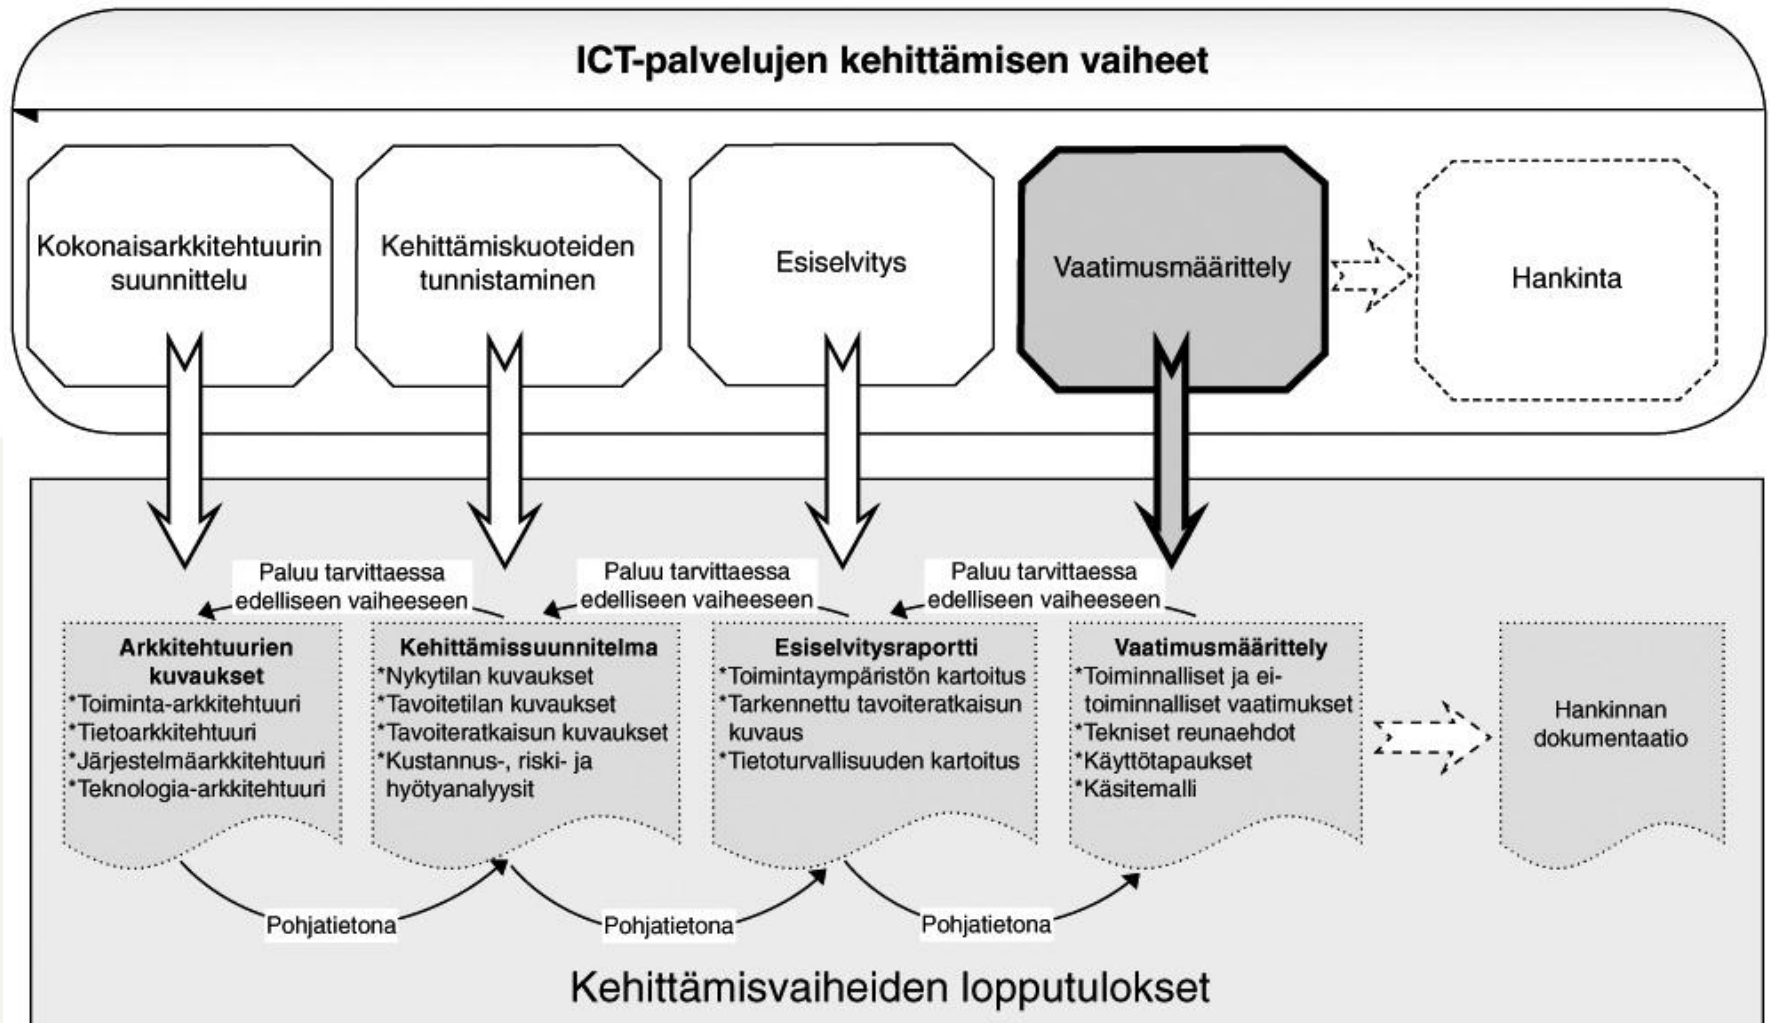 ICT-palvelujen kehittämisen vaiheet
Kokonaisarkkitehtuurin
suunnittelu
Kehittämiskuoteiden
tunnistaminen
Esiselvitys
Vaatimusmäärittely
Hankinta
Paluu tarvittaessa
edelliseen vaiheeseen
Paluu tarvittaessa
edelliseen vaiheeseen
Paluu tarvittaessa
edelliseen vaiheeseen
Arkkitehtuurien
kuvaukset
*Toiminta-arkkitehtuuri
*Tietoarkkitehtuuri
*Järjestelmäarkkitehtuuri
*Teknologia-arkkitehtuuri
Kehittämissuunnitelma
*Nykytilan kuvaukset
*Tavoitetilan kuvaukset
*Tavoiteratkaisun kuvaukset
*Kustannus-, riski- ja
hyötyanalyysit
Esiselvitysraportti
*Toimintaympäristön kartoitus
*Tarkennettu tavoiteratkaisun
kuvaus
*Tietoturvallisuuden kartoitus
Vaatimusmäärittely
*Toiminnalliset ja ei-
toiminnalliset vaatimukset
*Tekniset reunaehdot
*Käyttötapaukset
*Käsitemalli
Hankinnan
dokumentaatio
Pohjatietona
Pohjatietona
Pohjatietona
Kehittämisvaiheiden lopputulokset